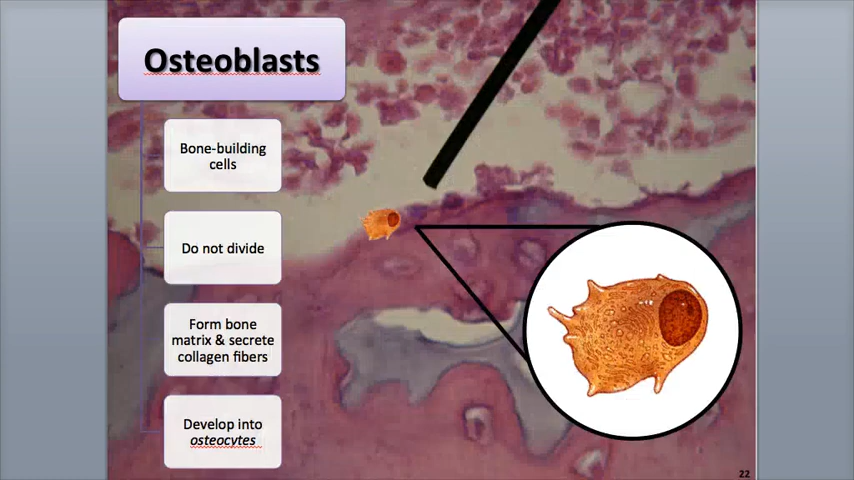 Osteoblasts
Bone-building
cells
Do not divide
Form bone
matrix & secrete
collagen fibers
Develop into
osteocytes
22